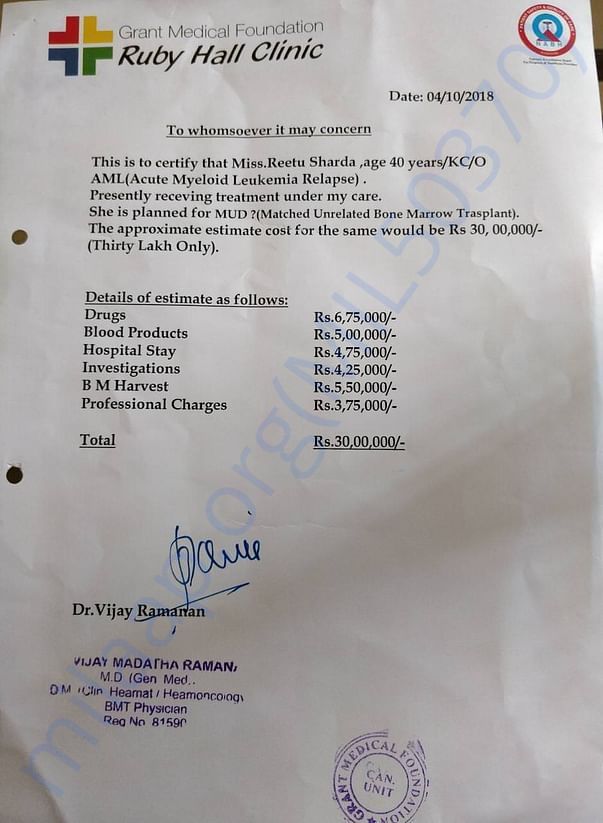 Grant Medical Foundation
Ruby Hall Clinic
NABH
Date: 04/10/2018
To whomsoever it may concern
This is to certify that Miss.Reetu Sharda ,age 40 years/KC/O
AML(Acute Myeloid Leukemia Relapse) .
Presently receving treatment under my care.
She is planned for MUD ?(Matched Unrelated Bone Marrow Trasplant).
The approximate estimate cost for the same would be Rs 30, 00,000/-
(Thirty Lakh Only).
Details of estimate as follows:
Drugs Rs.6,75,000/-
Blood Products Rs.5,00,000/-
Hospital Stay Rs.4,75,000/-
Investigations Rs.4,25,000/-
B M Harvest Rs.5,50,000/-
Professional Charges Rs.3,75,000/-
Total Rs.30,00,000/-
Dr.Vijay Ramanan
VIJAY MADATHA RAMAN
M.D (Gen Med..
D M (Clin Heamat / Heamoncology
BMT Physician
Reg No 8159
GRANT MEDICAL FOUNDATION
CAN.
UNIT
milaap.org(MIL503707